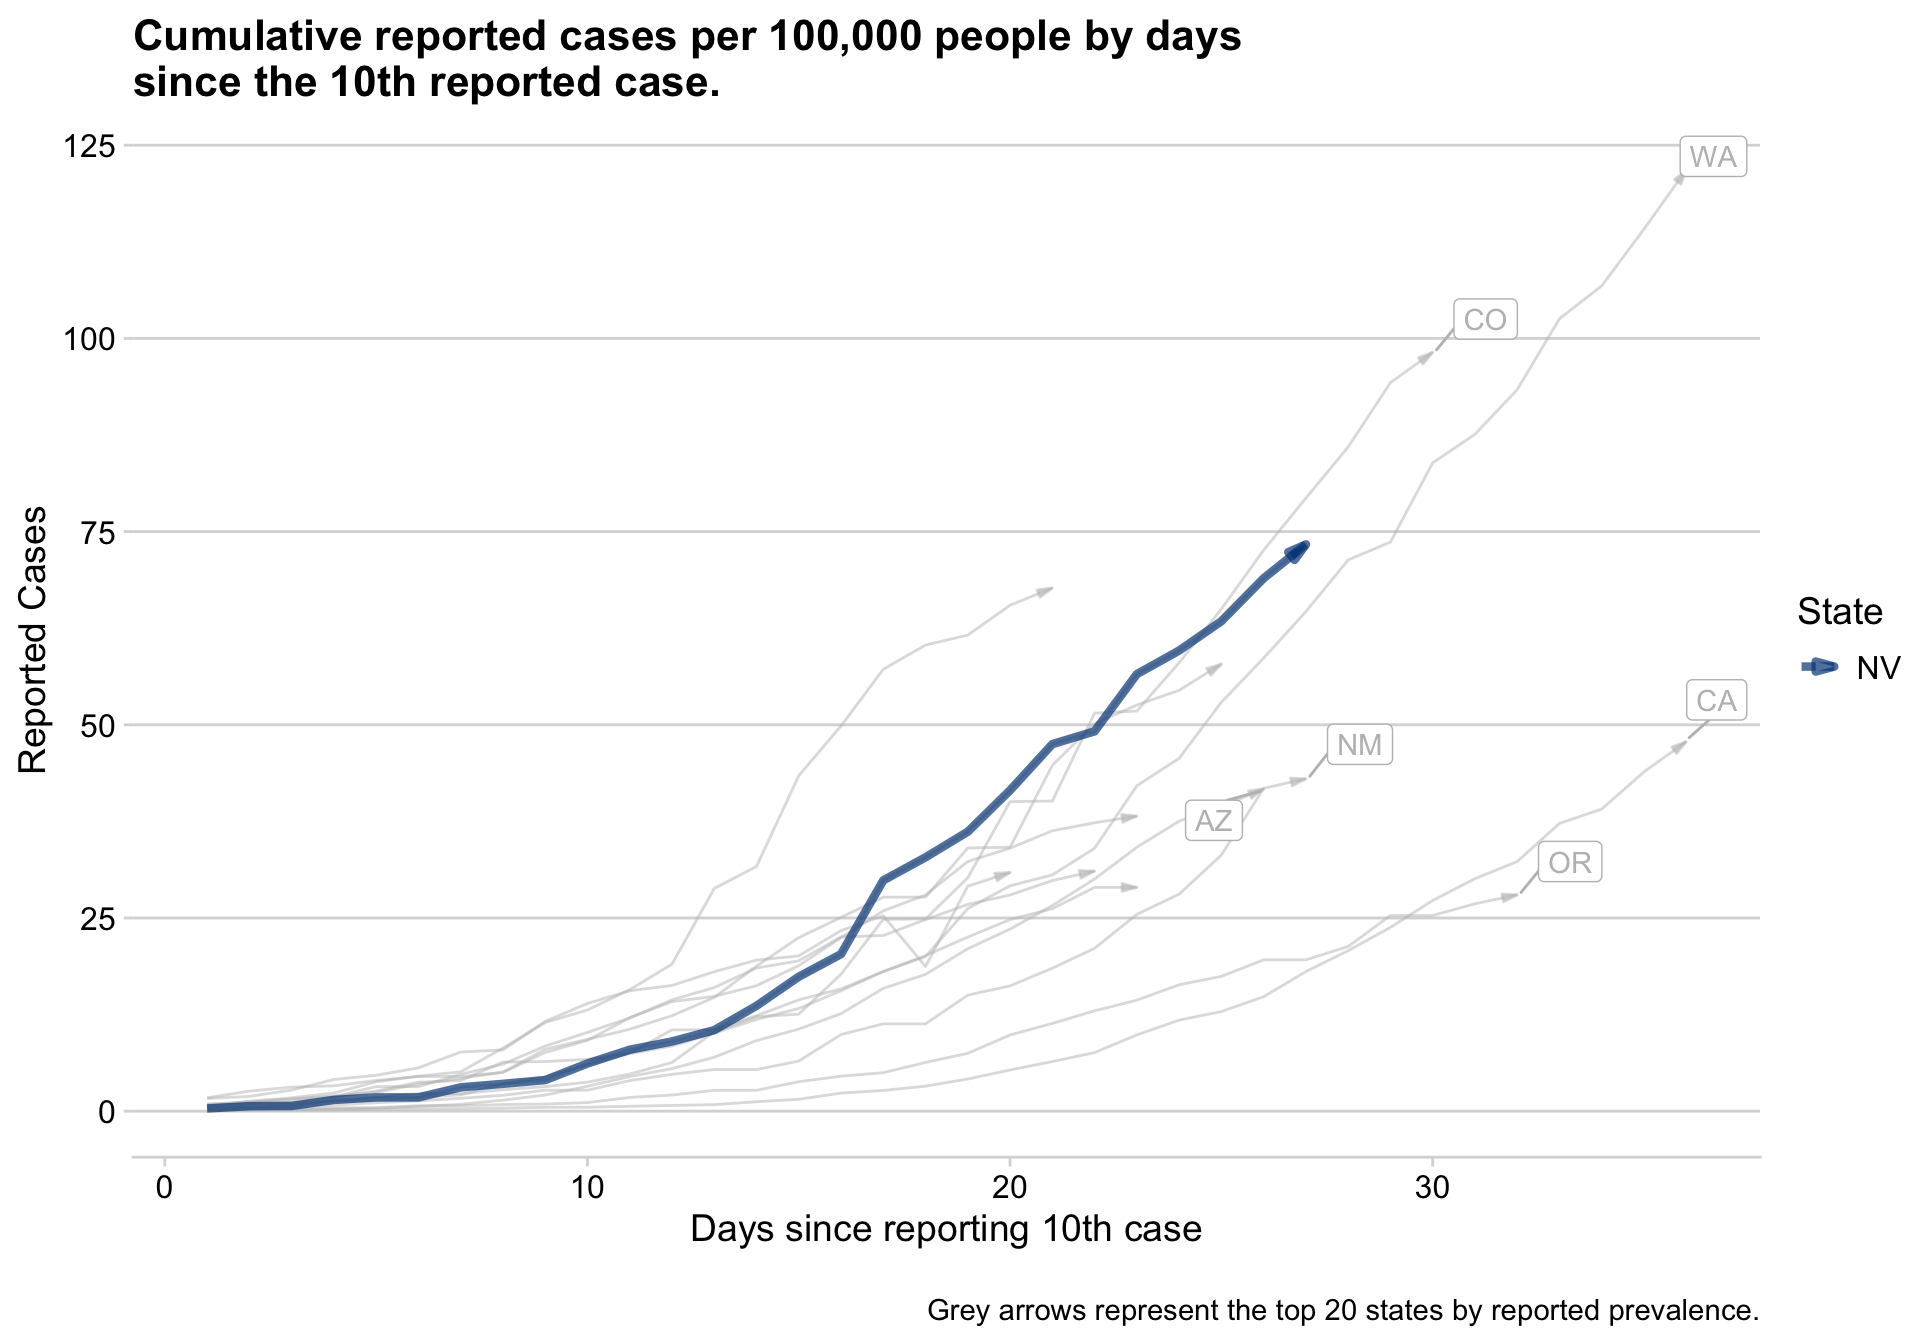 Cumulative reported cases per 100,000 people by days
since the 10th reported case.
125
WA
CO
100
75
Reported Cases
State
NV
CA
50
NM
AZ
OR
25
0
0 10 20 30
Days since reporting 10th case
Grey arrows represent the top 20 states by reported prevalence.